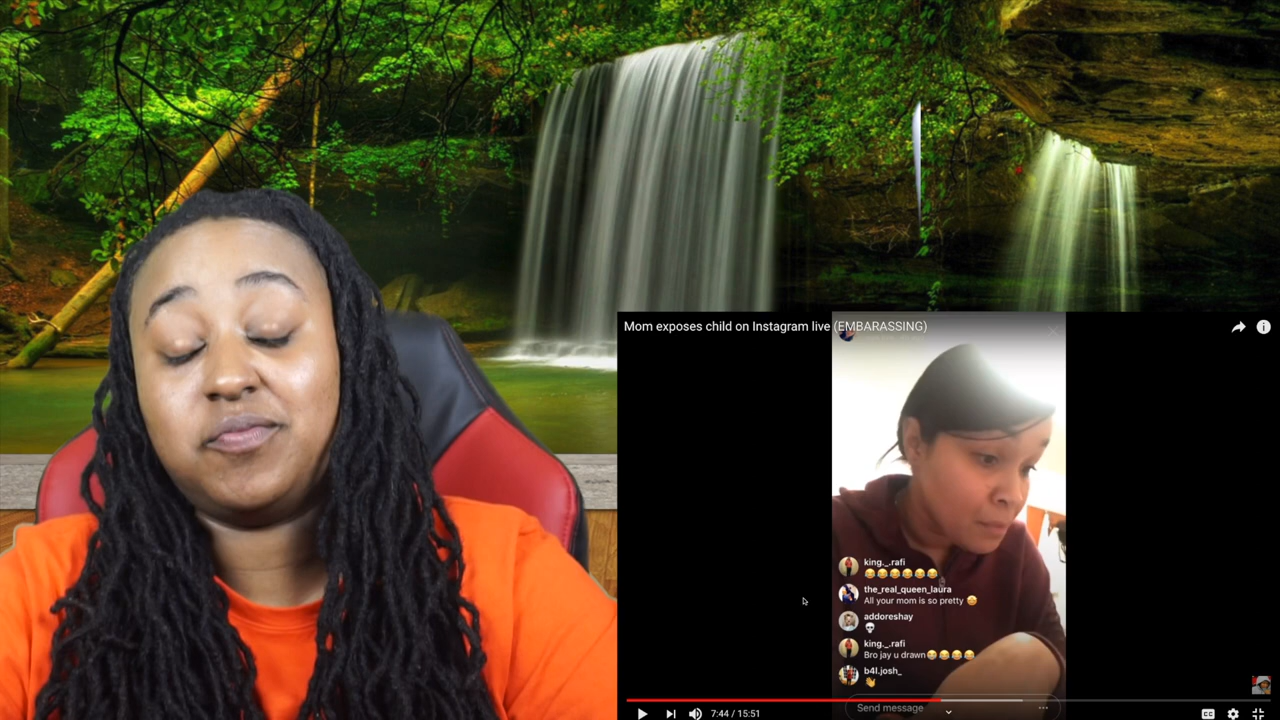 Mom exposes child on Instagram live (EMBARASSING)
king._.rafi
😂😂😂😂😂😂
the_real_queen_laura
All your mom is so pretty 🤩
addoreshay
💀
king._.rafi
Bro jay u drawn😂😂😂😂
b4l.josh_
👋
Send message
7:44 / 15:51
CC